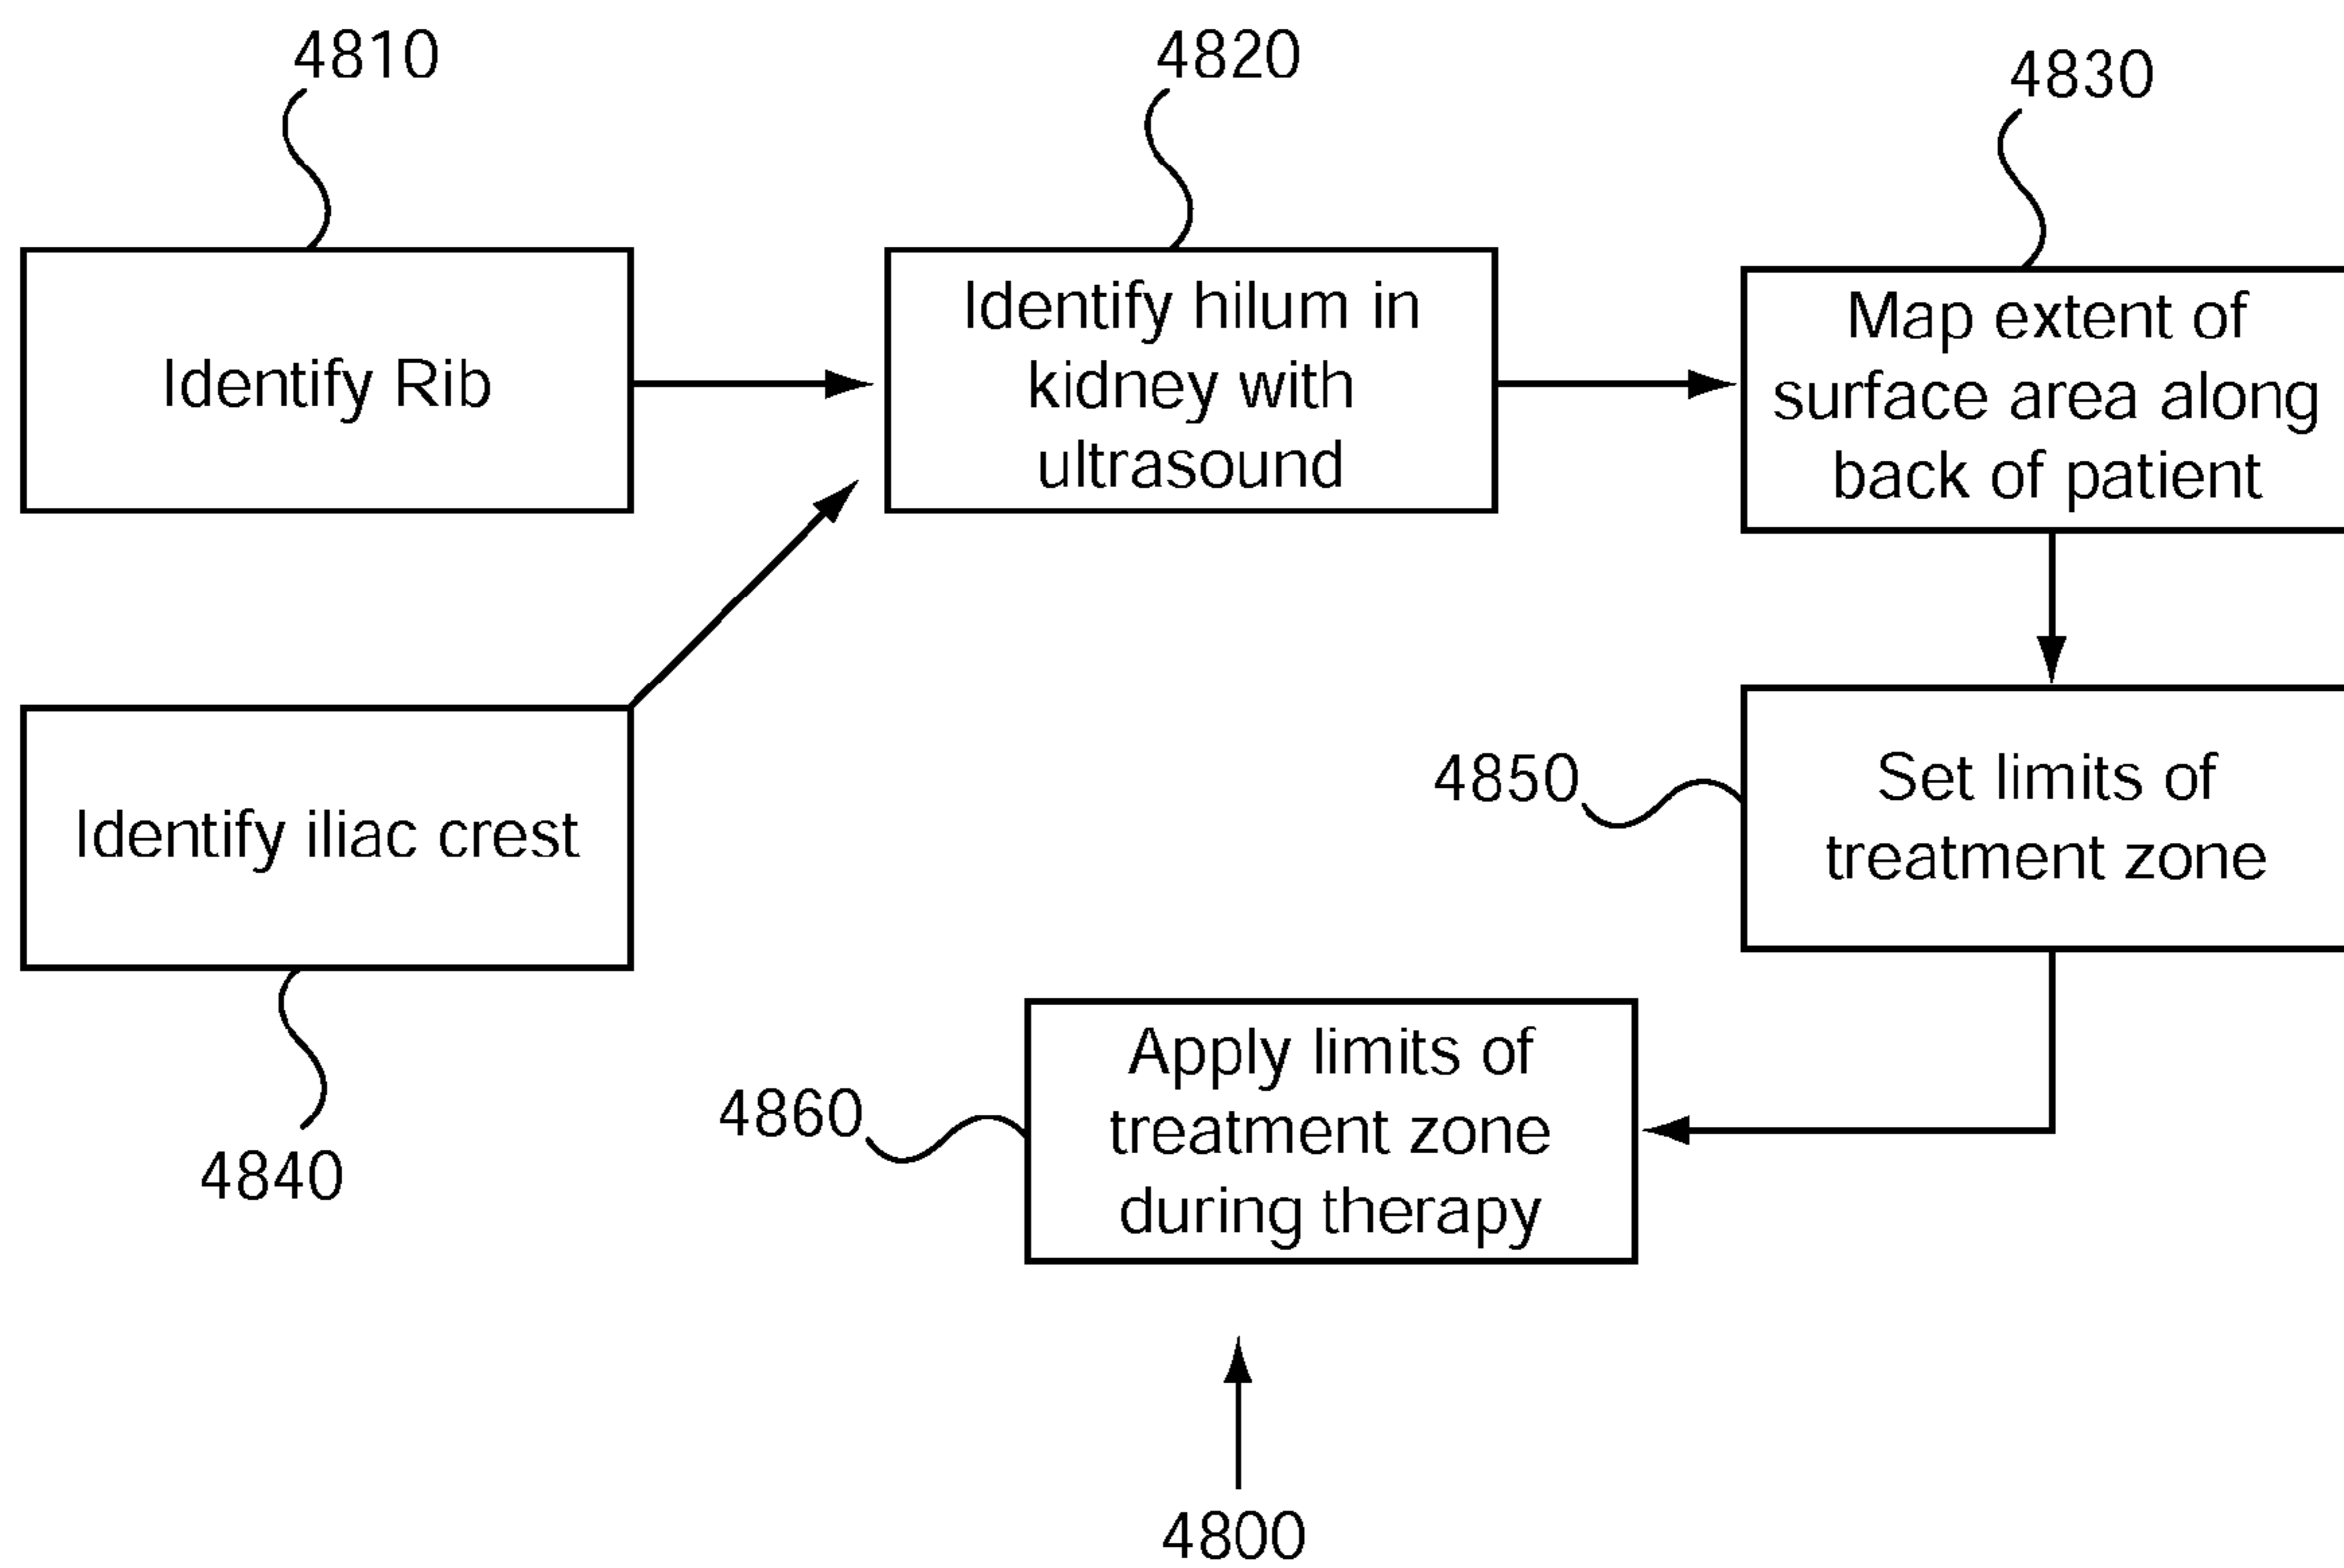 4810
4820
4830
Identify Rib
Identify hilum in
kidney with
ultrasound
Map extent of
surface area along
back of patient
Identify iliac crest
4840
4850
Set limits of
treatment zone
4860
Apply limits of
treatment zone
during therapy
4800